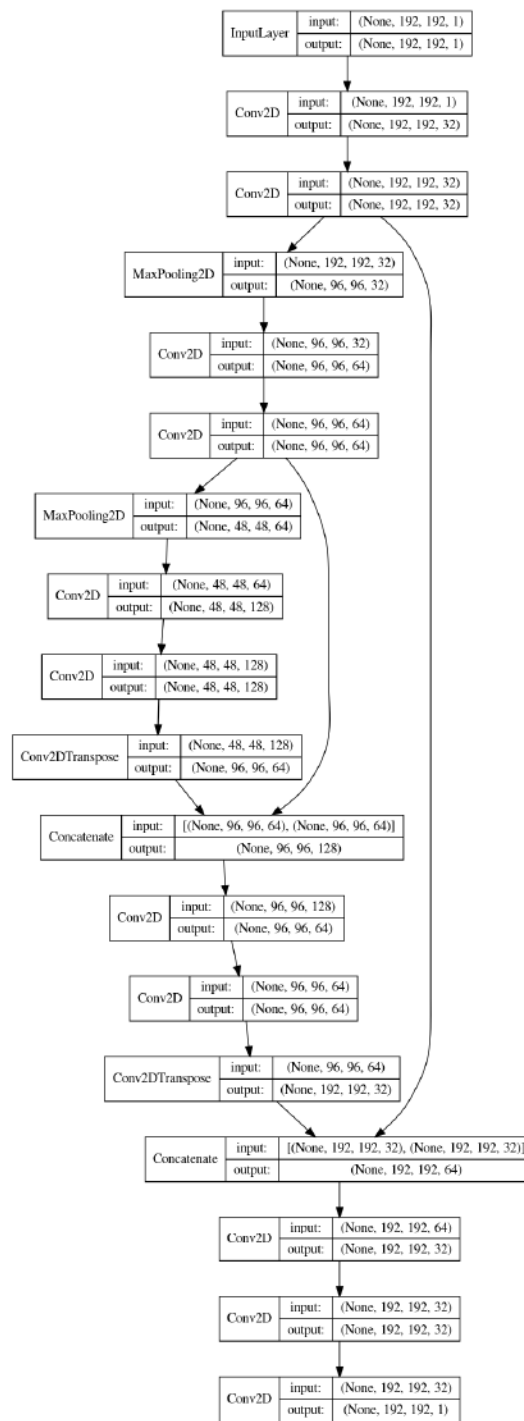 InputLayer
input: (None, 192, 192, 1)
output: (None, 192, 192, 1)
Conv2D
input: (None, 192, 192, 1)
output: (None, 192, 192, 32)
Conv2D
input: (None, 192, 192, 32)
output: (None, 192, 192, 32)
MaxPooling2D
input: (None, 192, 192, 32)
output: (None, 96, 96, 32)
Conv2D
input: (None, 96, 96, 32)
output: (None, 96, 96, 64)
Conv2D
input: (None, 96, 96, 64)
output: (None, 96, 96, 64)
MaxPooling2D
input: (None, 96, 96, 64)
output: (None, 48, 48, 64)
Conv2D
input: (None, 48, 48, 64)
output: (None, 48, 48, 128)
Conv2D
input: (None, 48, 48, 128)
output: (None, 48, 48, 128)
Conv2DTranspose
input: (None, 48, 48, 128)
output: (None, 96, 96, 64)
Concatenate
input: [(None, 96, 96, 64), (None, 96, 96, 64)]
output: (None, 96, 96, 128)
Conv2D
input: (None, 96, 96, 128)
output: (None, 96, 96, 64)
Conv2D
input: (None, 96, 96, 64)
output: (None, 96, 96, 64)
Conv2DTranspose
input: (None, 96, 96, 64)
output: (None, 192, 192, 32)
Concatenate
input: [(None, 192, 192, 32), (None, 192, 192, 32)]
output: (None, 192, 192, 64)
Conv2D
input: (None, 192, 192, 64)
output: (None, 192, 192, 32)
Conv2D
input: (None, 192, 192, 32)
output: (None, 192, 192, 32)
Conv2D
input: (None, 192, 192, 32)
output: (None, 192, 192, 1)